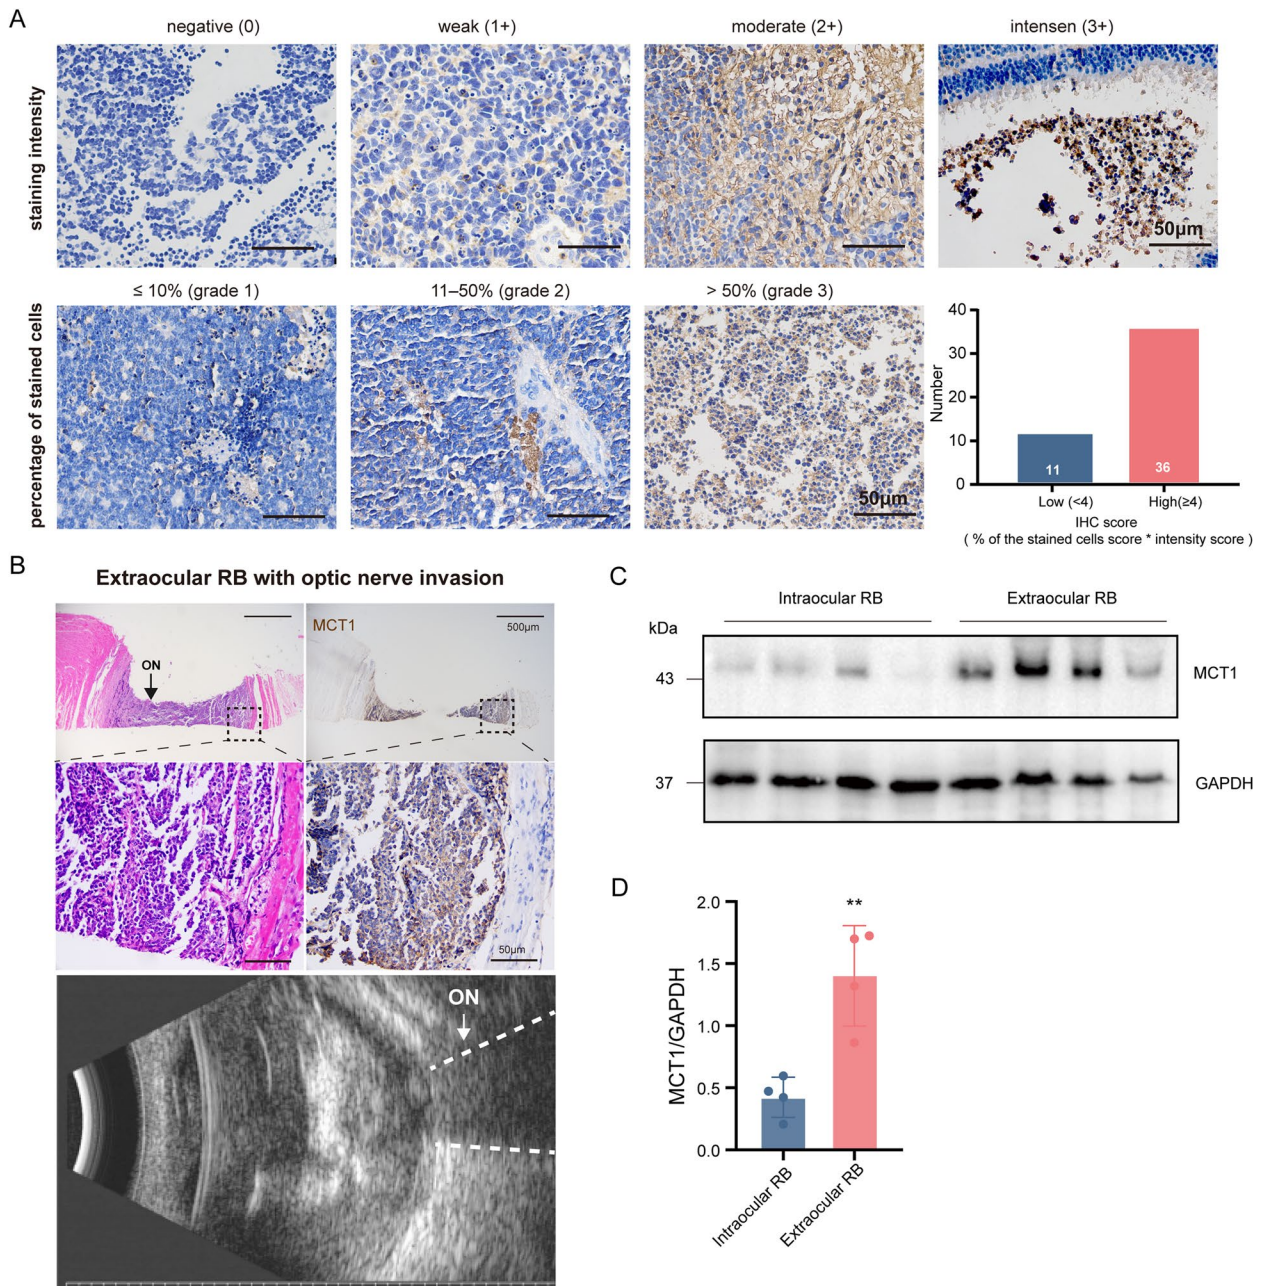 A
negative (0)
weak (1+)
moderate (2+)
intensen (3+)
staining intensity
50μm
≤ 10% (grade 1)
11–50% (grade 2)
> 50% (grade 3)
percentage of stained cells
50μm
40
30
20
10
0
Number
11
36
Low (<4)
High(≥4)
IHC score
( % of the stained cells score * intensity score )
B
Extraocular RB with optic nerve invasion
ON
MCT1
500μm
50μm
ON
C
Intraocular RB
Extraocular RB
kDa
43
MCT1
37
GAPDH
D
2.0
1.5
1.0
0.5
0.0
MCT1/GAPDH
**
Intraocular RB
Extraocular RB